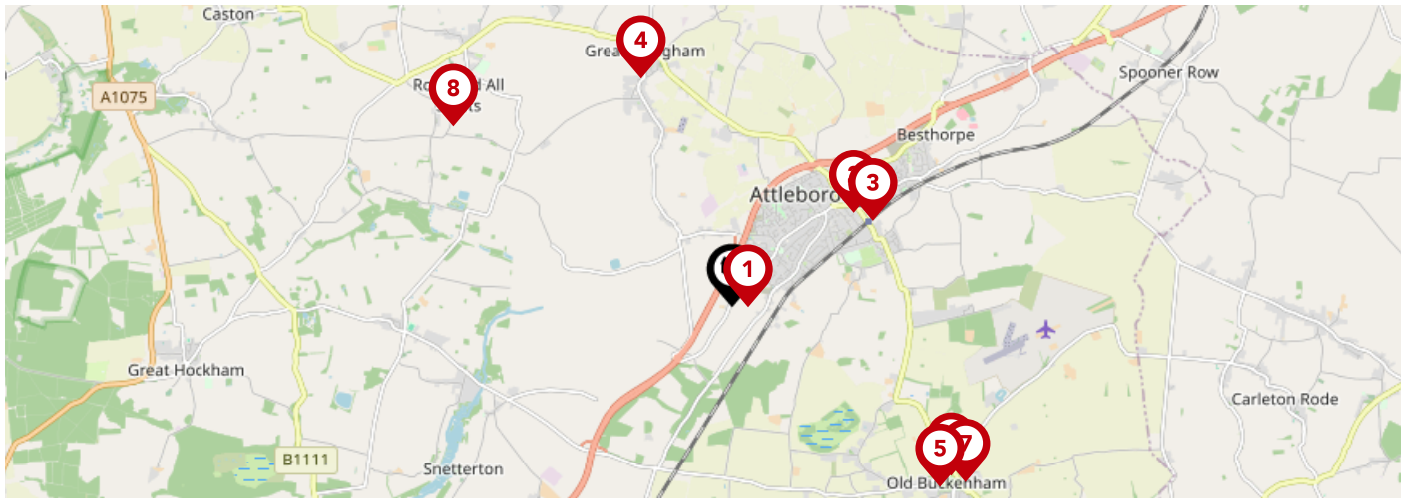 Caston
4
A1075
8
Spooner Row
Besthorpe
3
1
Great Hockham
Carleton Rode
5
7
B1111
Snetterton
Old Buckenham